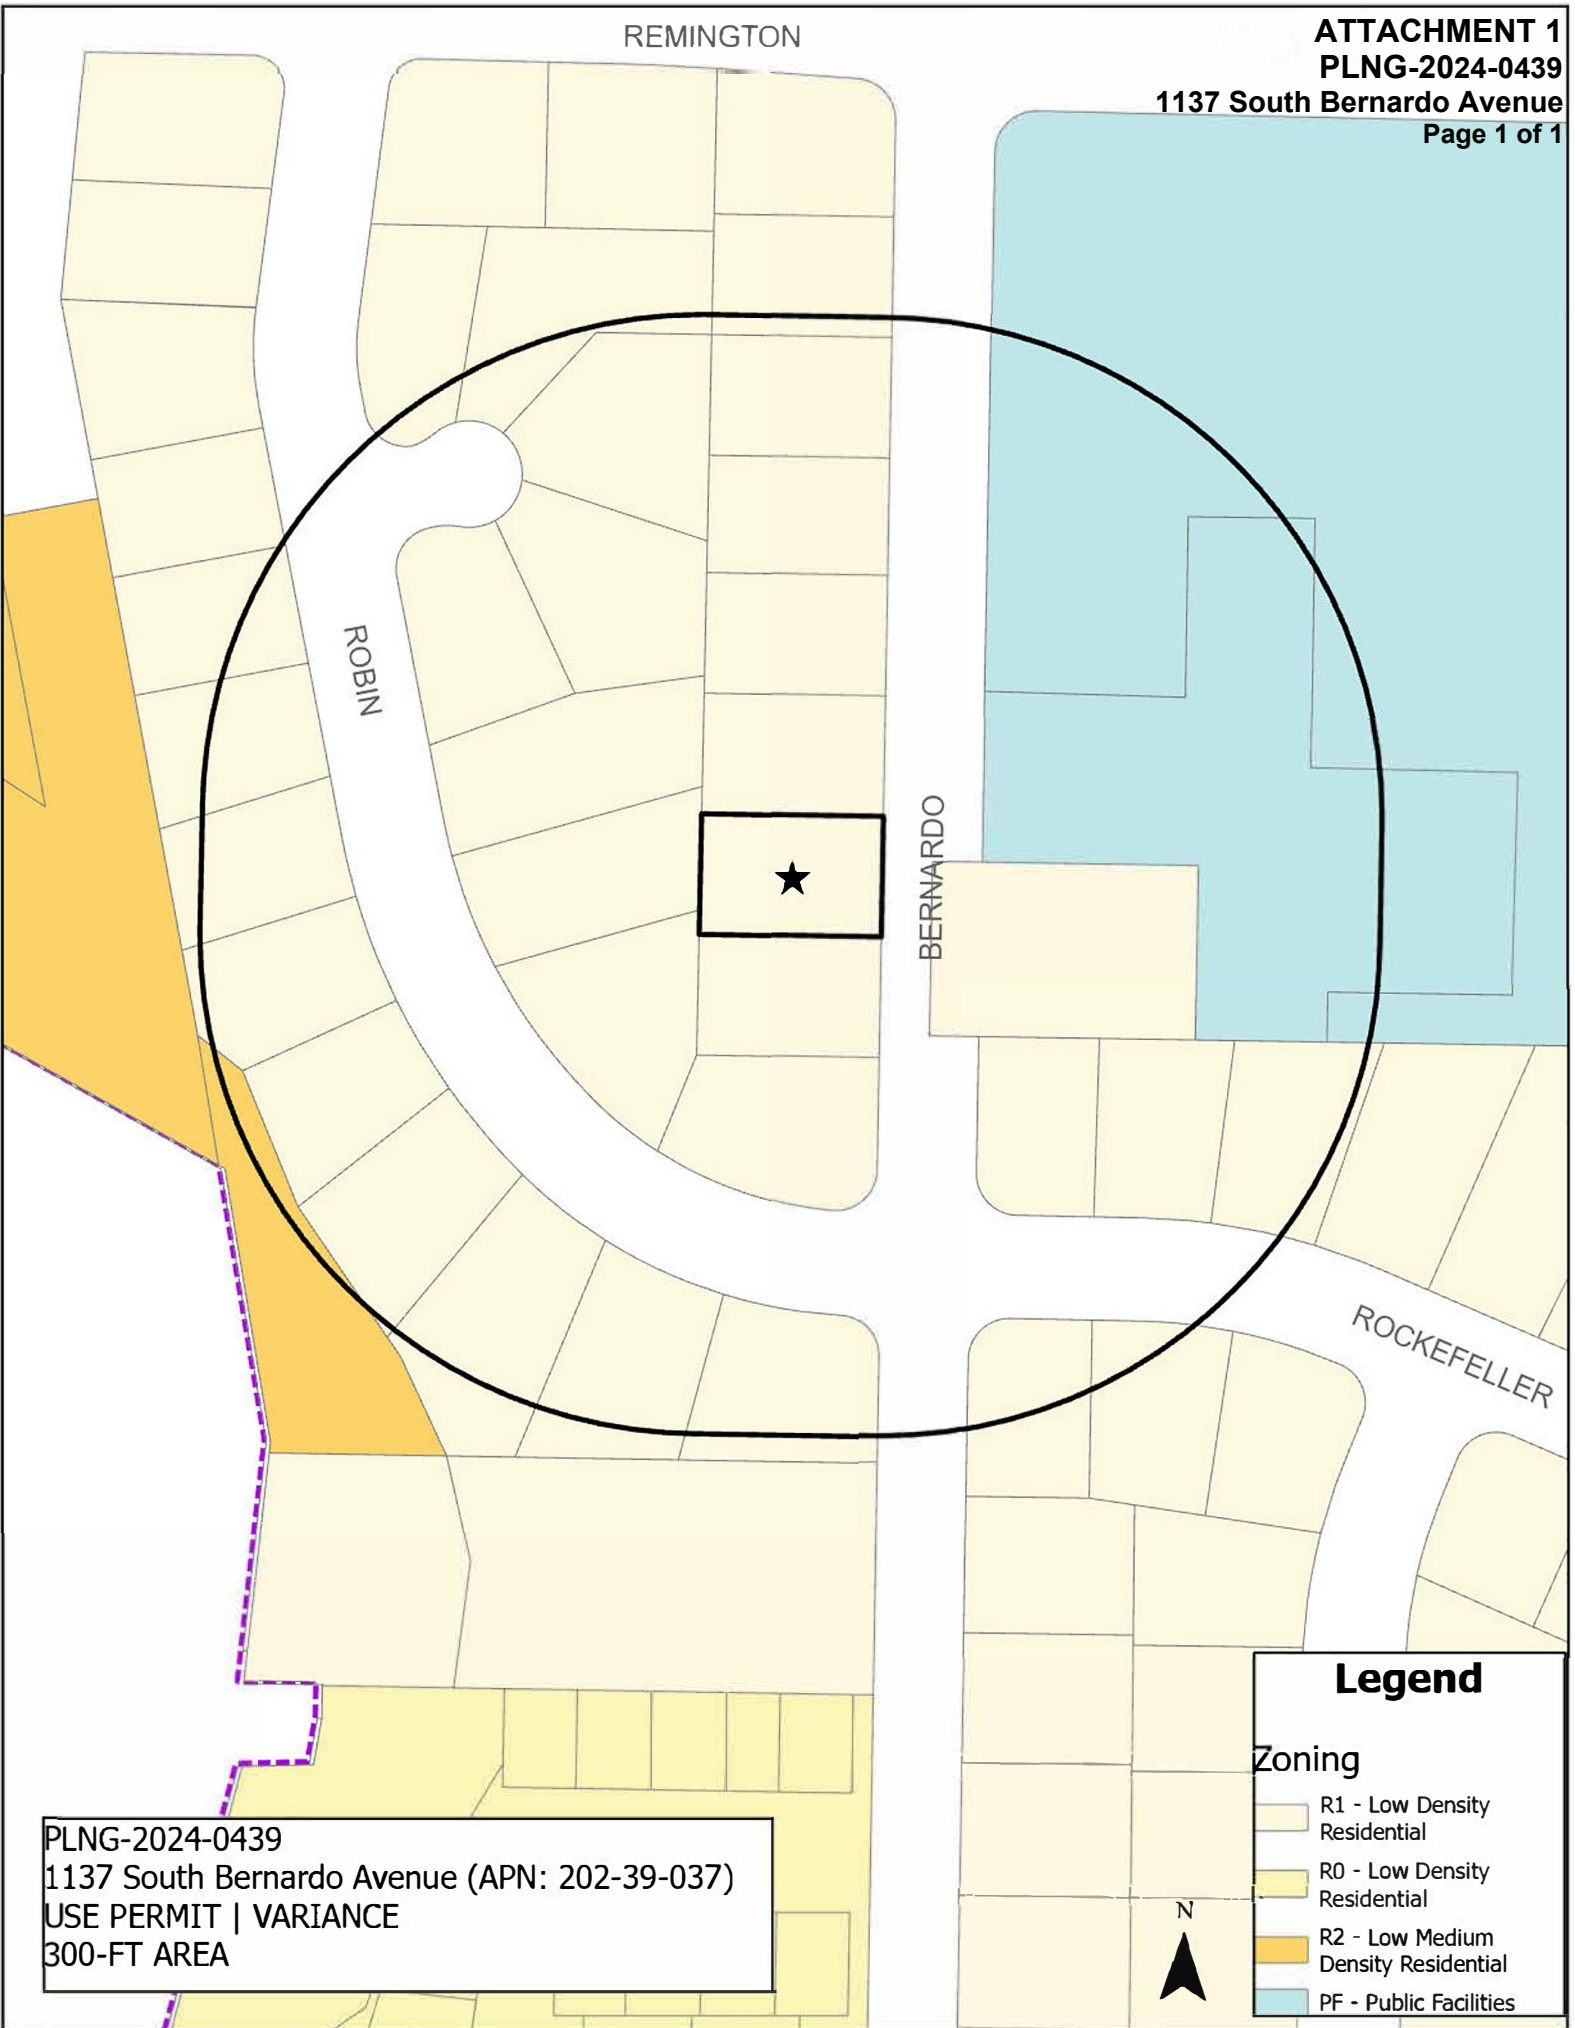 REMINGTON
ATTACHMENT 1
PLNG-2024-0439
1137 South Bernardo Avenue
Page 1 of 1
ROBIN
BERNARDO
ROCKEFELLER
Legend
Zoning
R1 - Low Density
Residential
R0 - Low Density
Residential
R2 - Low Medium
Density Residential
PF - Public Facilities
N
PLNG-2024-0439
1137 South Bernardo Avenue (APN: 202-39-037)
USE PERMIT | VARIANCE
300-FT AREA